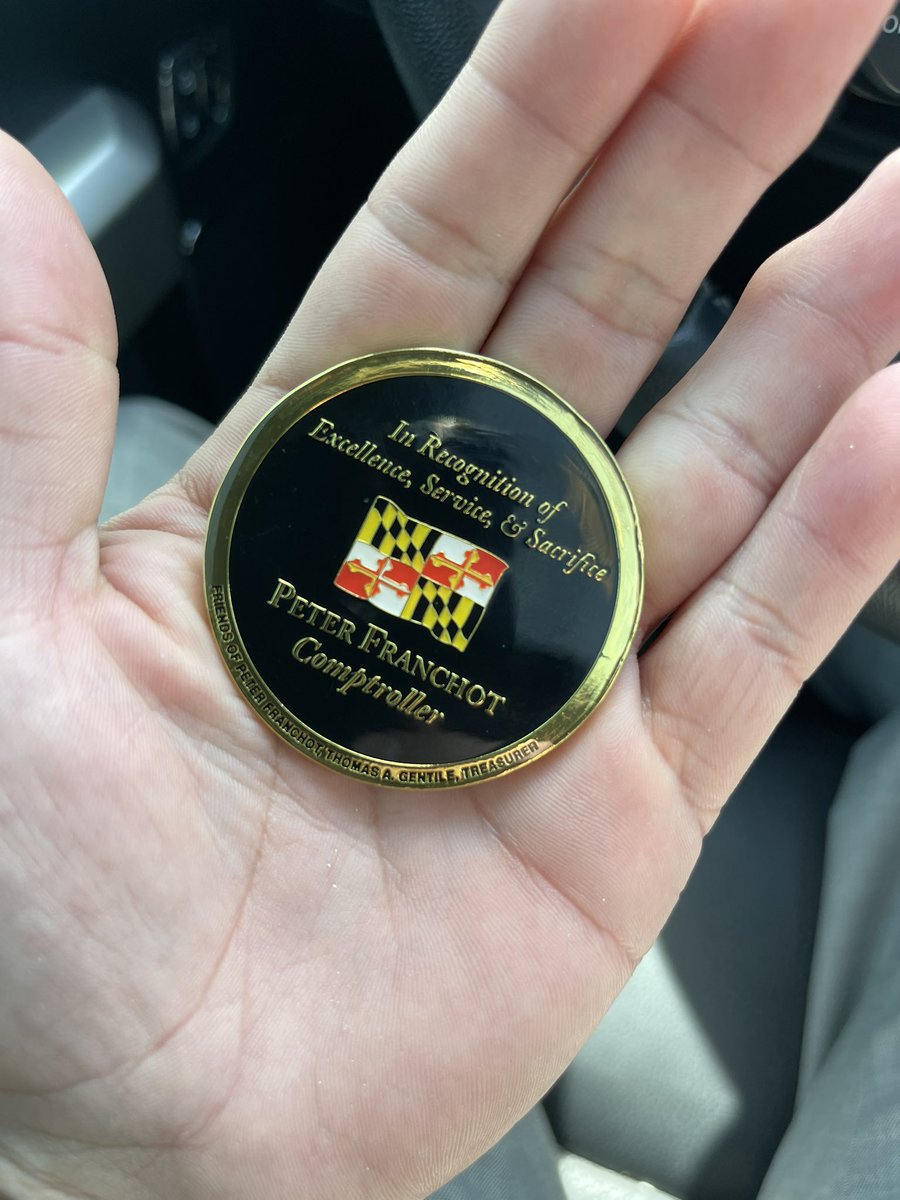 In Recognition of
Excellence, Service, & Sacrifice
PETER FRANCHOT
Comptroller
FRIENDS OF PETER FRANCHOT, THOMAS A. GENTILE, TREASURER